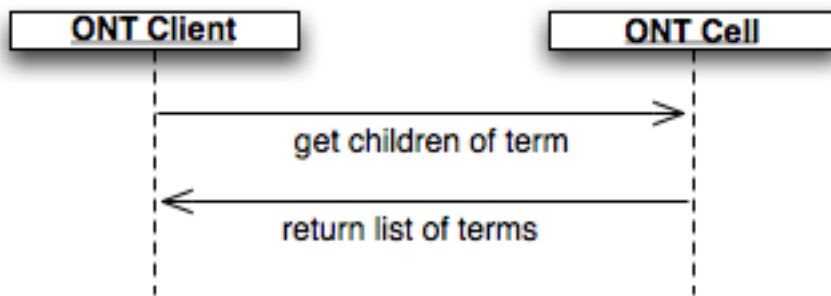 ONT Client
ONT Cell
get children of term
return list of terms